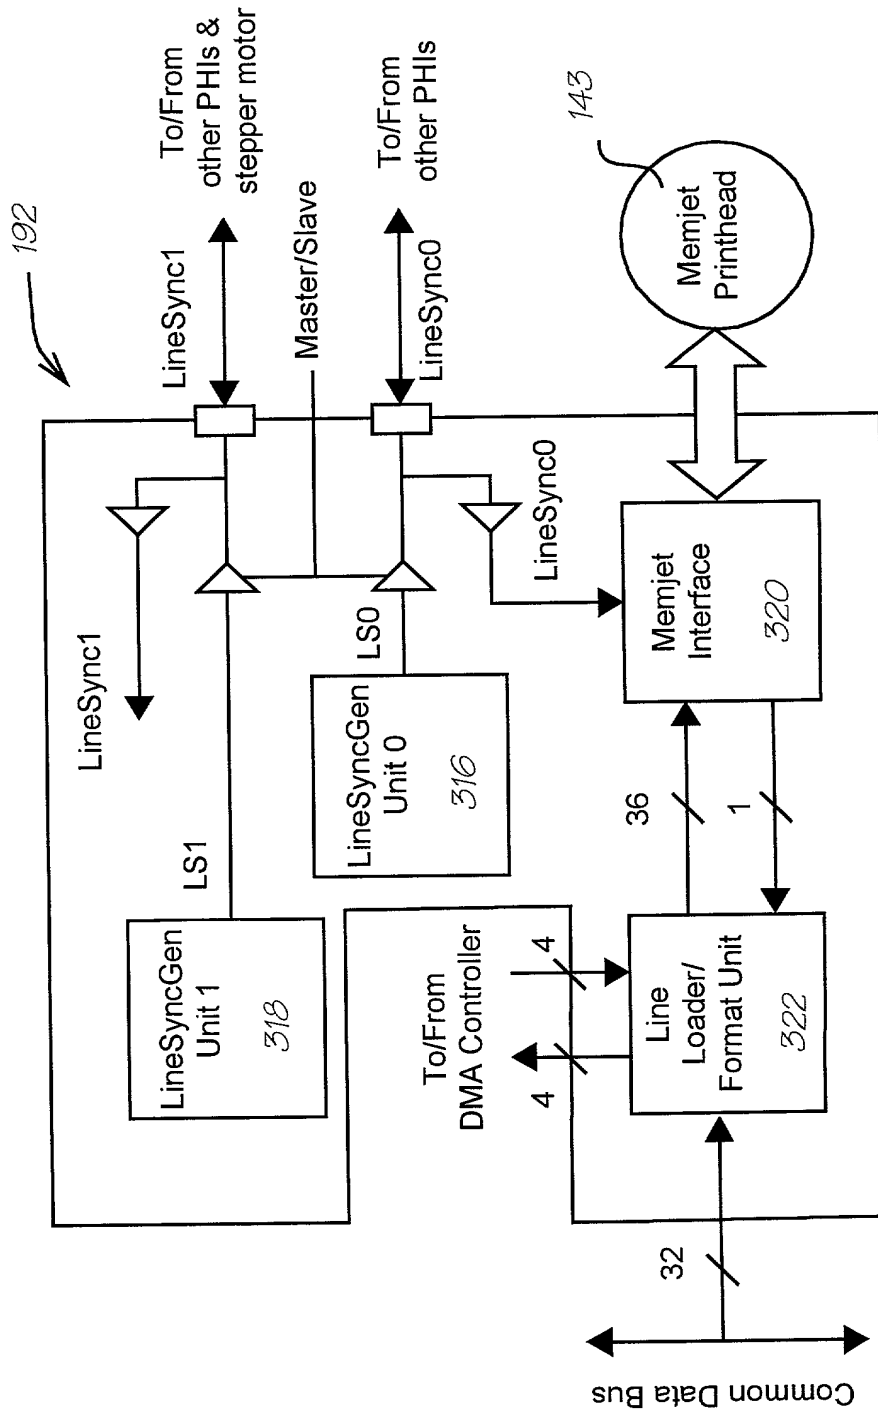 192
LineSync1
To/From
other PHIs &
stepper motor
LineSync1
Master/Slave
To/From
other PHIs
LineSync0
LS1
LineSyncGen
Unit 1
318
LS0
LineSyncGen
Unit 0
316
LineSync0
143
Memjet
Printhead
Memjet
Interface
320
36
1
To/From
DMA Controller
4
4
Line
Loader/
Format Unit
322
32
Common Data
Bus